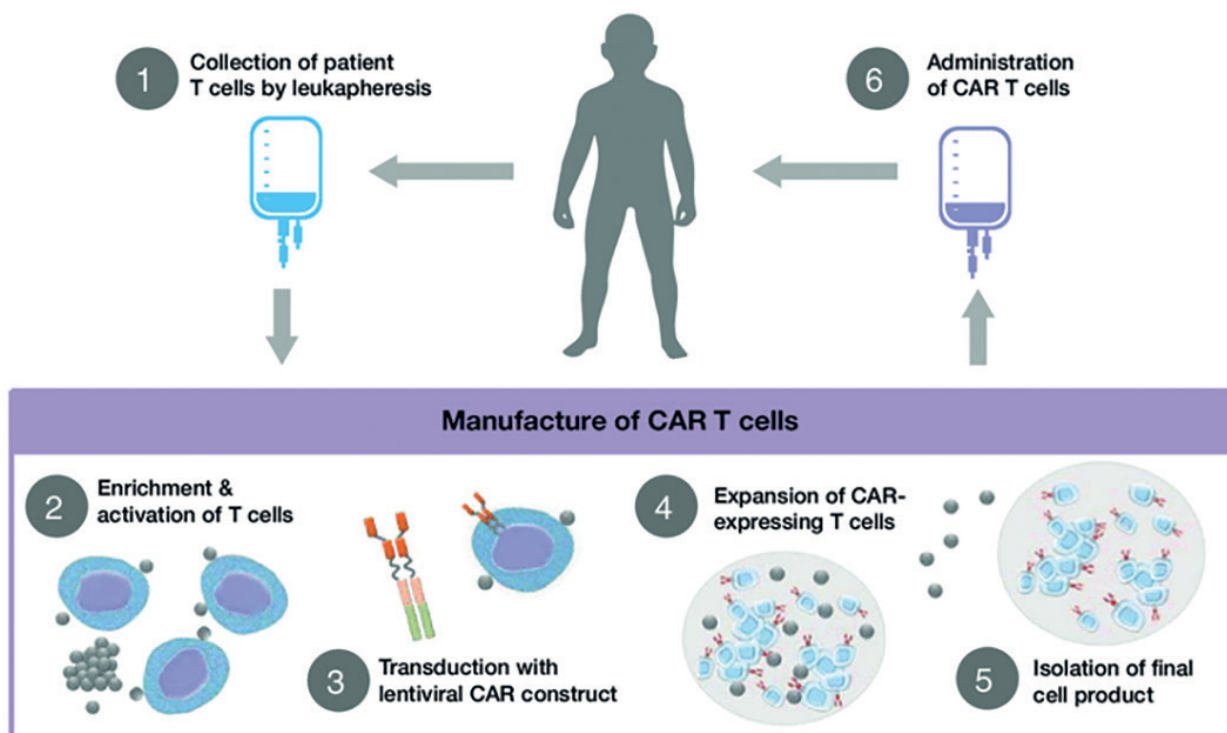 1
Collection of patient
T cells by leukapheresis
6
Administration
of CAR T cells
Manufacture of CAR T cells
2
Enrichment &
activation of T cells
3
Transduction with
lentiviral CAR construct
4
Expansion of CAR-
expressing T cells
5
Isolation of final
cell product